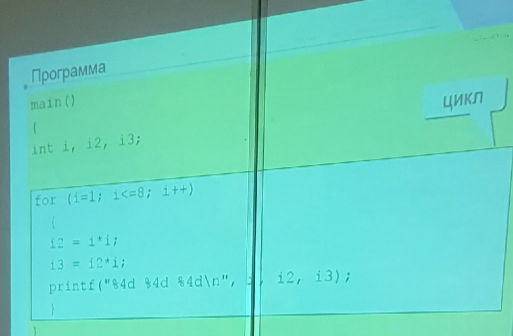 Программа
main()
{
int i, i2, i3;
цикл
for (i=1; i<=8; i++)
{
i2 = i*i;
i3 = i2*i;
printf("%4d %4d %4d\n", i, i2, i3);
}
}